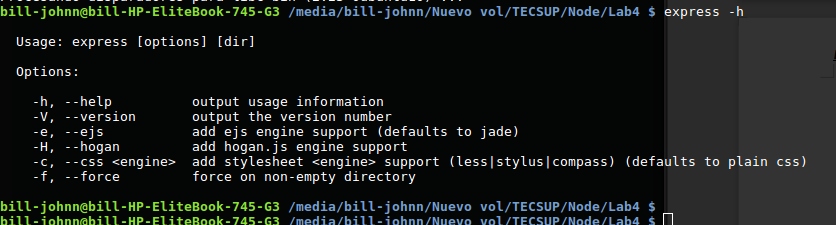 bill-johnn@bill-HP-EliteBook-745-G3 /media/bill-johnn/Nuevo vol/TECSUP/Node/Lab4 $ express -h
Usage: express [options] [dir]
Options:
-h, --help output usage information
-V, --version output the version number
-e, --ejs add ejs engine support (defaults to jade)
-H, --hogan add hogan.js engine support
-c, --css <engine> add stylesheet <engine> support (less|stylus|compass) (defaults to plain css)
-f, --force force on non-empty directory
bill-johnn@bill-HP-EliteBook-745-G3 /media/bill-johnn/Nuevo vol/TECSUP/Node/Lab4 $
bill-johnn@bill-HP-EliteBook-745-G3 /media/bill-johnn/Nuevo vol/TECSUP/Node/Lab4 $